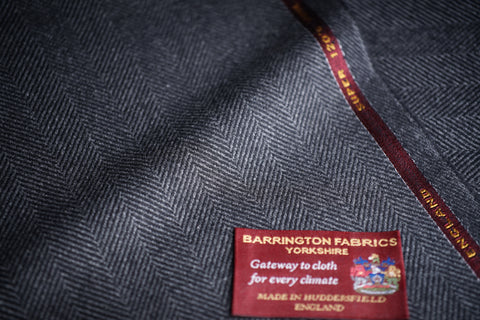 SUPER 120'S
ENGLAND
BARRINGTON FABRICS
YORKSHIRE
Gateway to cloth
for every climate
MADE IN HUDDERSFIELD
ENGLAND